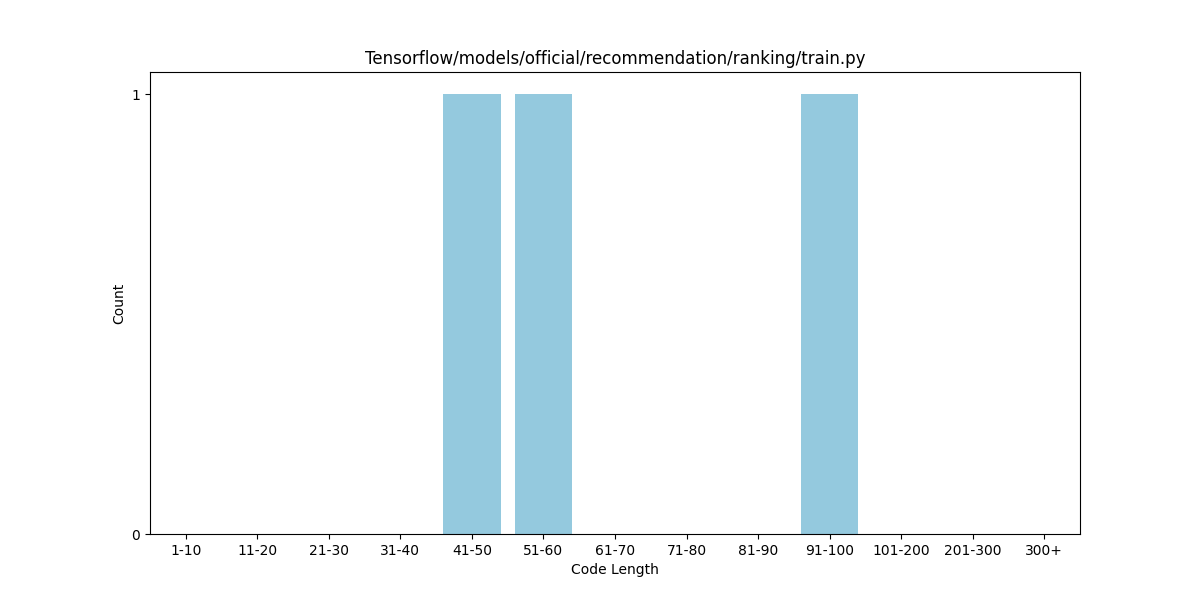 Tensorflow/models/official/recommendation/ranking/train.py
1
Count
0
1-10 11-20 21-30 31-40 41-50 51-60 61-70 71-80 81-90 91-100 101-200 201-300 300+
Code Length